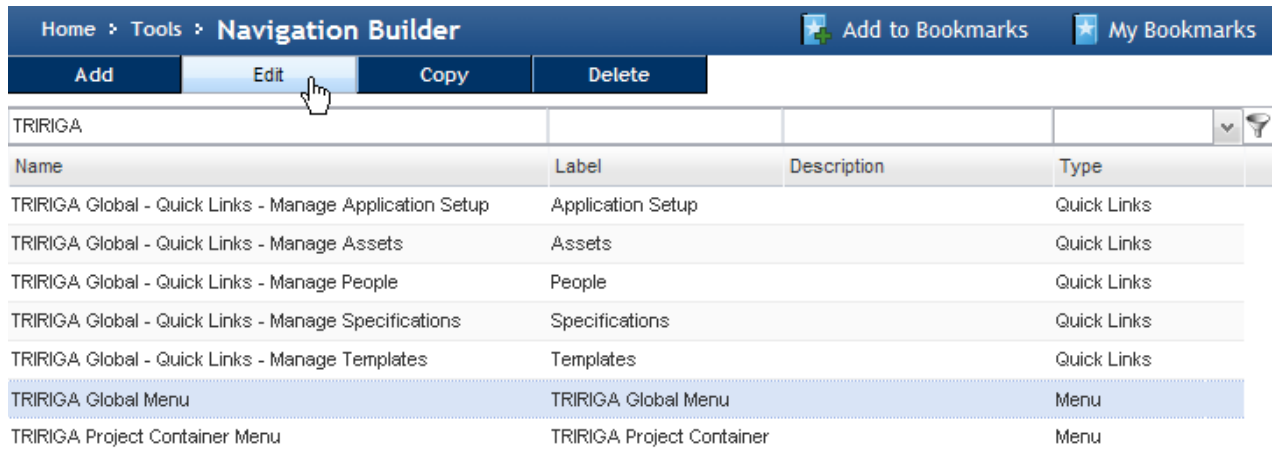 Home > Tools > Navigation Builder Add to Bookmarks My Bookmarks
Add Edit Copy Delete
TRIRIGA
Name Label Description Type
TRIRIGA Global - Quick Links - Manage Application Setup Application Setup Quick Links
TRIRIGA Global - Quick Links - Manage Assets Assets Quick Links
TRIRIGA Global - Quick Links - Manage People People Quick Links
TRIRIGA Global - Quick Links - Manage Specifications Specifications Quick Links
TRIRIGA Global - Quick Links - Manage Templates Templates Quick Links
TRIRIGA Global Menu TRIRIGA Global Menu Menu
TRIRIGA Project Container Menu TRIRIGA Project Container Menu